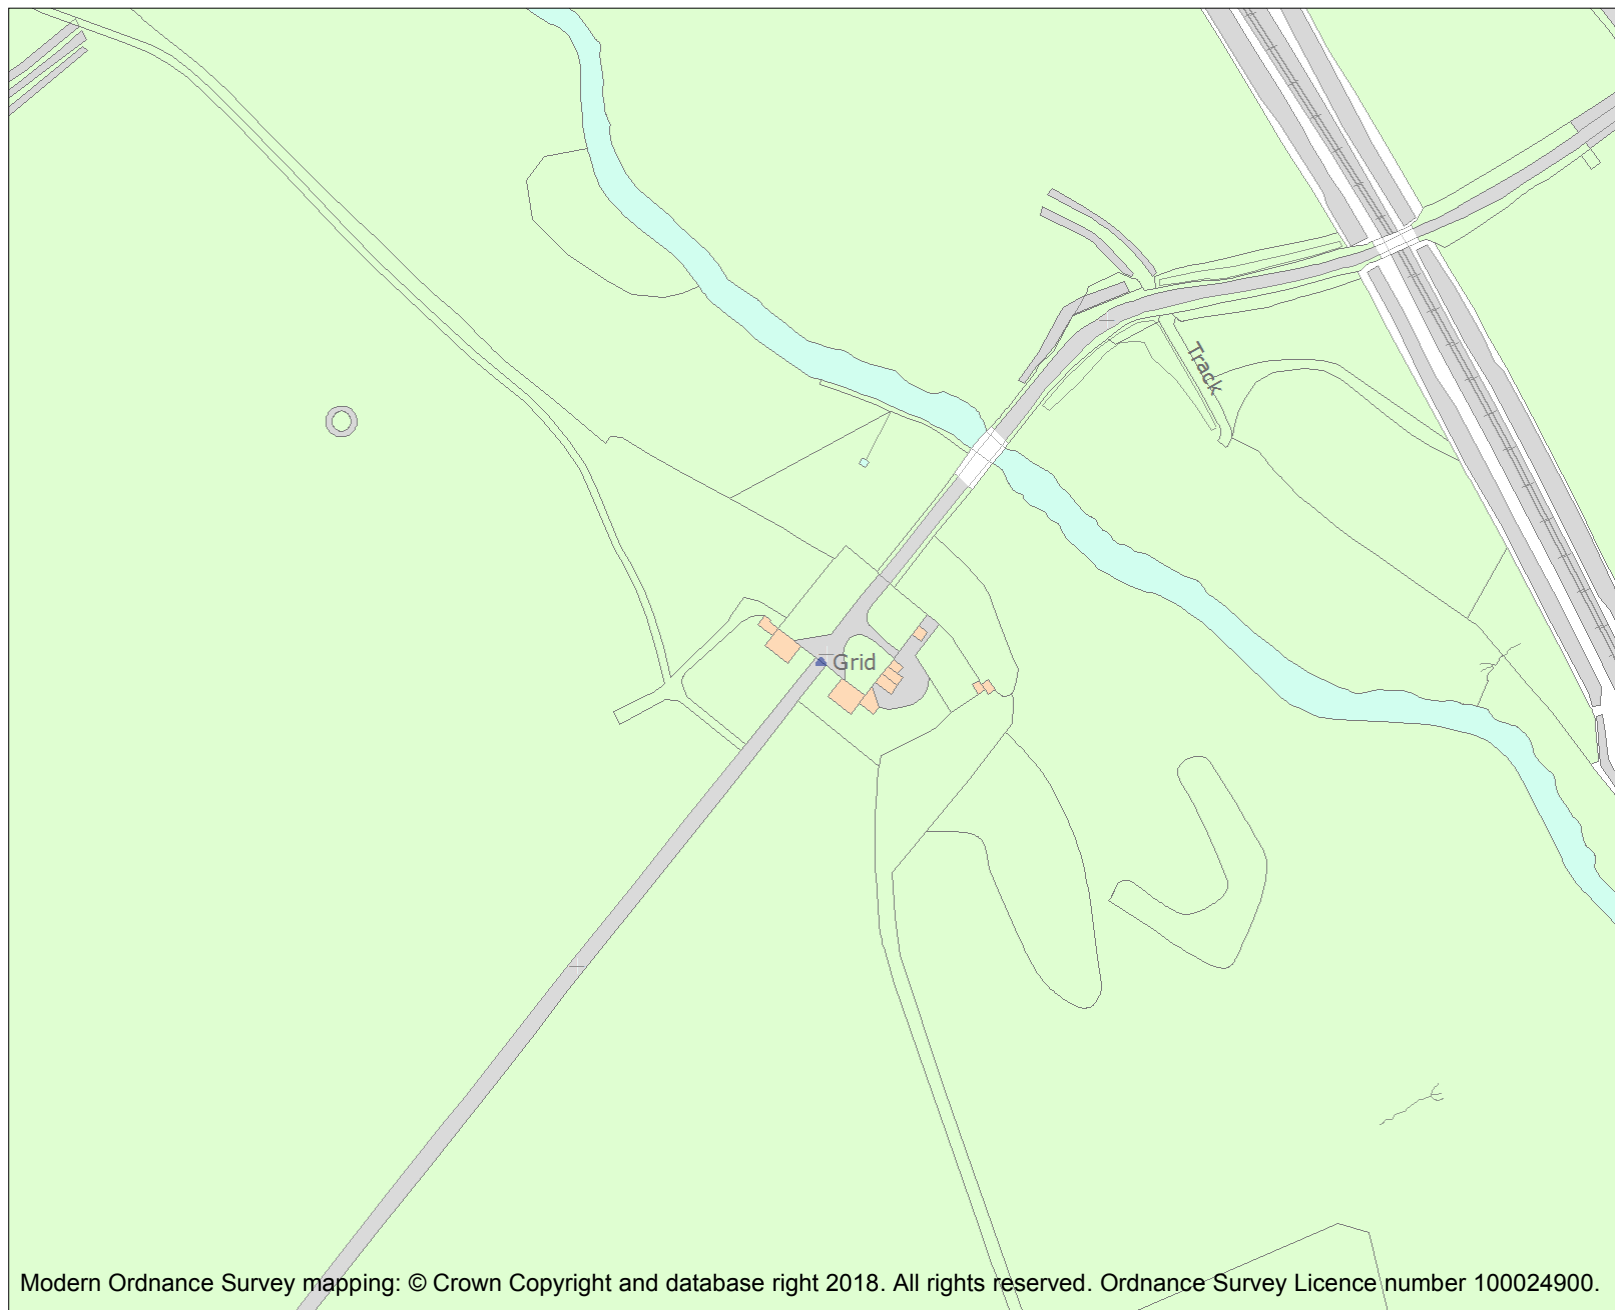 Track
Grid
Modern Ordnance Survey mapping: © Crown Copyright and database right 2018. All rights reserved. Ordnance Survey Licence number 100024900.